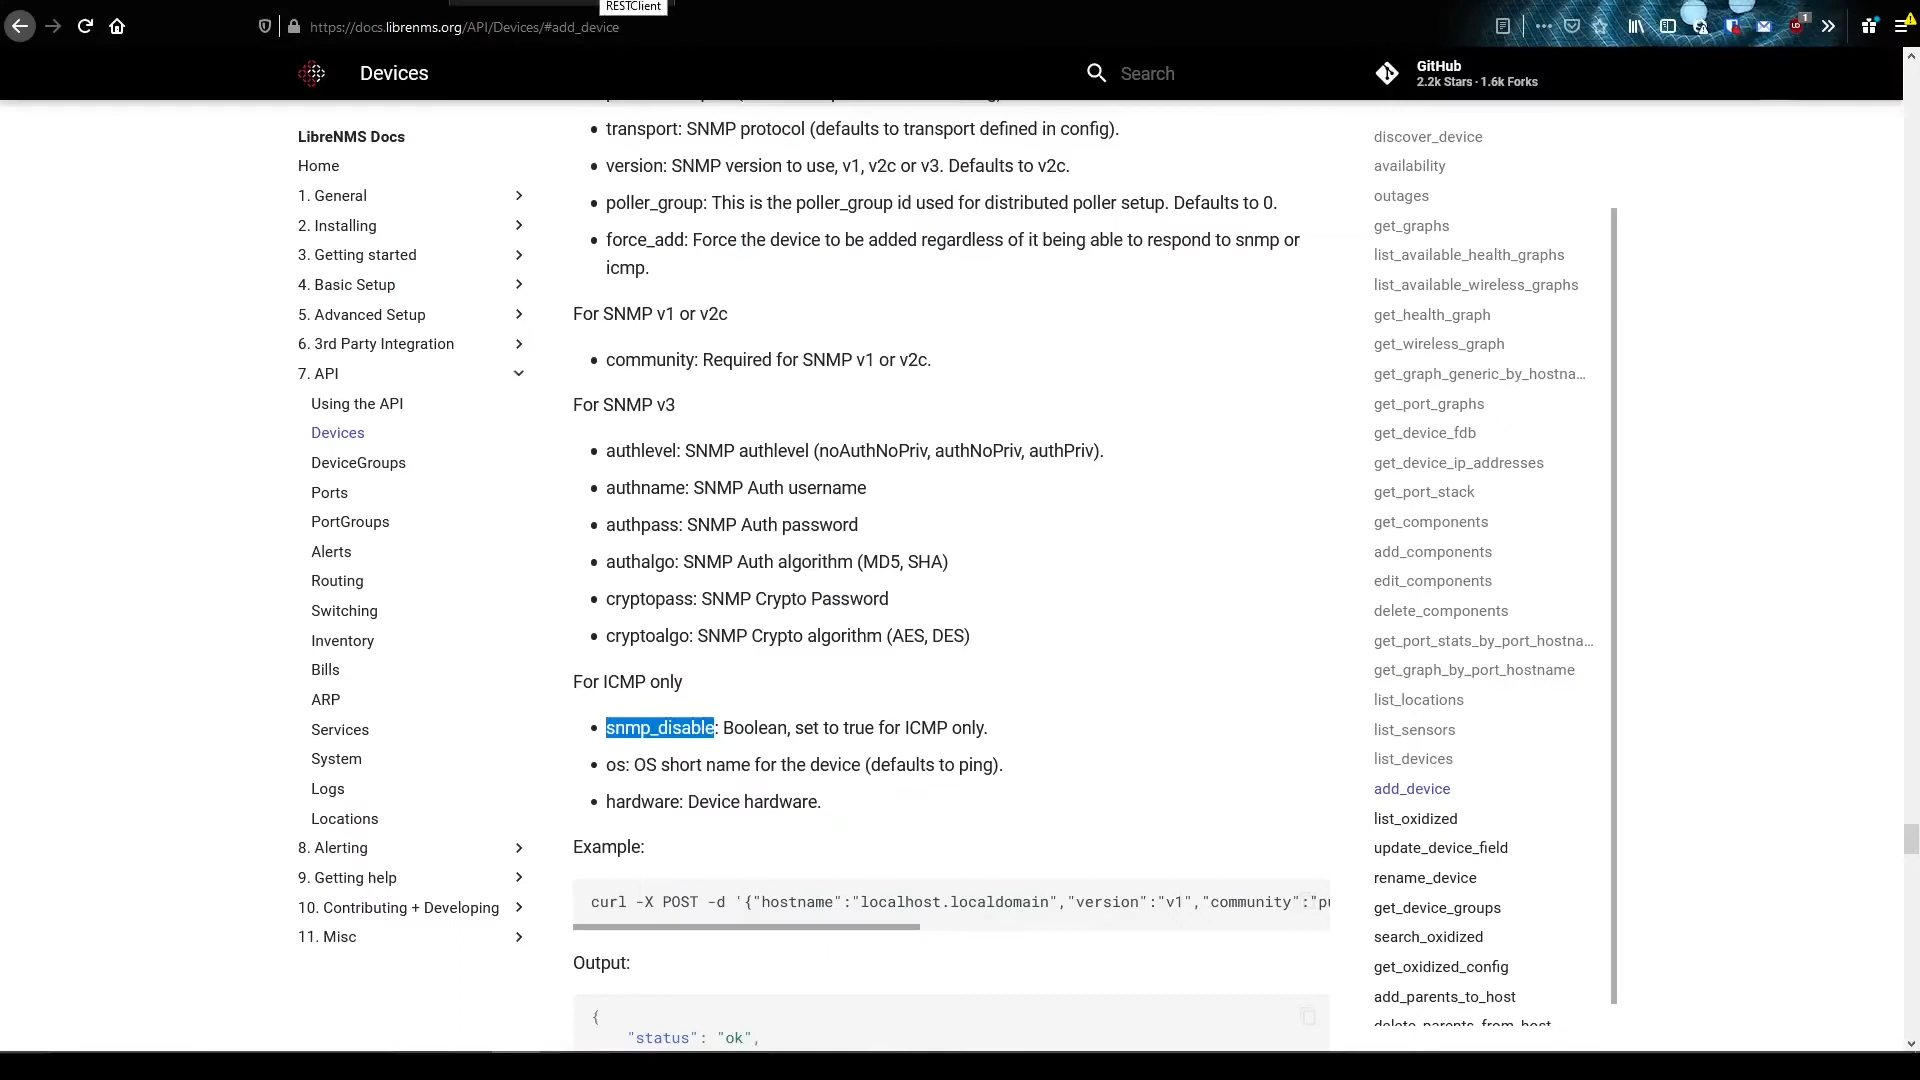 RESTClient
https://docs.librenms.org/API/Devices/#add_device
1
Devices
Search
GitHub
2.2k Stars · 1.6k Forks
LibreNMS Docs
Home
1. General
2. Installing
3. Getting started
4. Basic Setup
5. Advanced Setup
6. 3rd Party Integration
7. API
Using the API
Devices
DeviceGroups
Ports
PortGroups
Alerts
Routing
Switching
Inventory
Bills
ARP
Services
System
Logs
Locations
8. Alerting
9. Getting help
10. Contributing + Developing
11. Misc
• transport: SNMP protocol (defaults to transport defined in config).
• version: SNMP version to use, v1, v2c or v3. Defaults to v2c.
• poller_group: This is the poller_group id used for distributed poller setup. Defaults to 0.
• force_add: Force the device to be added regardless of it being able to respond to snmp or
icmp.
For SNMP v1 or v2c
• community: Required for SNMP v1 or v2c.
For SNMP v3
• authlevel: SNMP authlevel (noAuthNoPriv, authNoPriv, authPriv).
• authname: SNMP Auth username
• authpass: SNMP Auth password
• authalgo: SNMP Auth algorithm (MD5, SHA)
• cryptopass: SNMP Crypto Password
• cryptoalgo: SNMP Crypto algorithm (AES, DES)
For ICMP only
• snmp_disable: Boolean, set to true for ICMP only.
• os: OS short name for the device (defaults to ping).
• hardware: Device hardware.
Example:
curl -X POST -d '{"hostname":"localhost.localdomain","version":"v1","community":"pu
Output:
{
"status": "ok",
discover_device
availability
outages
get_graphs
list_available_health_graphs
list_available_wireless_graphs
get_health_graph
get_wireless_graph
get_graph_generic_by_hostna...
get_port_graphs
get_device_fdb
get_device_ip_addresses
get_port_stack
get_components
add_components
edit_components
delete_components
get_port_stats_by_port_hostna...
get_graph_by_port_hostname
list_locations
list_sensors
list_devices
add_device
list_oxidized
update_device_field
rename_device
get_device_groups
search_oxidized
get_oxidized_config
add_parents_to_host
delete_parents_from_host